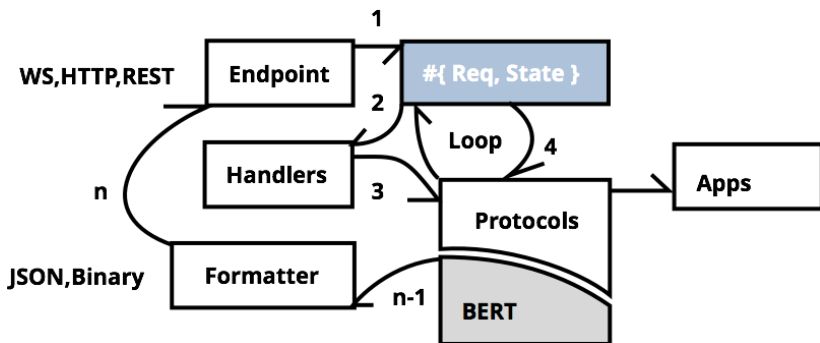 1
WS,HTTP,REST
Endpoint
#{ Req, State }
2
Loop
4
Handlers
n
3
Apps
Protocols
JSON,Binary
Formatter
n-1
BERT